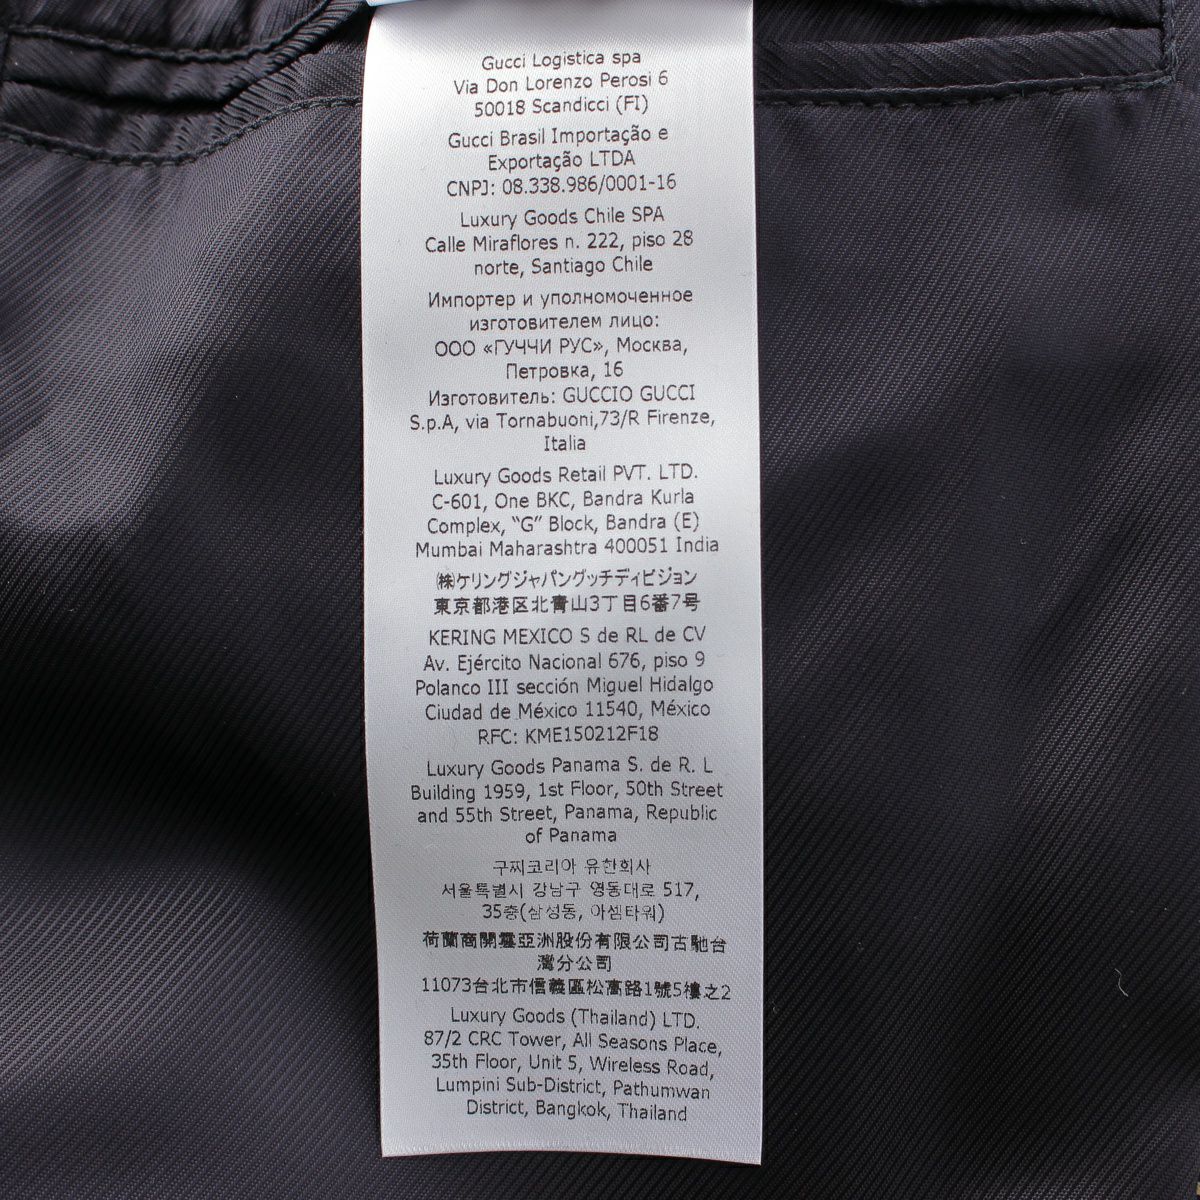 Gucci Logistica spa
Via Don Lorenzo Perosi 6
50018 Scandicci (FI)
Gucci Brasil Importação e
Exportação LTDA
CNPJ: 08.338.986/0001-16
Luxury Goods Chile SPA
Calle Miraflores n. 222, piso 28
norte, Santiago Chile
Импортер и уполномоченное
изготовителем лицо:
ООО «ГУЧЧИ РУС», Москва,
Петровка, 16
Изготовитель: GUCCIO GUCCI
S.p.A, via Tornabuoni,73/R Firenze,
Italia
Luxury Goods Retail PVT. LTD.
C-601, One BKC, Bandra Kurla
Complex, “G” Block, Bandra (E)
Mumbai Maharashtra 400051 India
㈱ケリングジャパングッチディビジョン
東京都港区北青山3丁目6番7号
KERING MEXICO S de RL de CV
Av. Ejército Nacional 676, piso 9
Polanco III sección Miguel Hidalgo
Ciudad de México 11540, México
RFC: KME150212F18
Luxury Goods Panama S. de R. L
Building 1959, 1st Floor, 50th Street
and 55th Street, Panama, Republic
of Panama
구찌코리아 유한회사
서울특별시 강남구 영동대로 517,
35층(삼성동, 아셈타워)
荷蘭商開雲亞洲股份有限公司古馳台
灣分公司
11073台北市信義區松高路1號5樓之2
Luxury Goods (Thailand) LTD.
87/2 CRC Tower, All Seasons Place,
35th Floor, Unit 5, Wireless Road,
Lumpini Sub-District, Pathumwan
District, Bangkok, Thailand